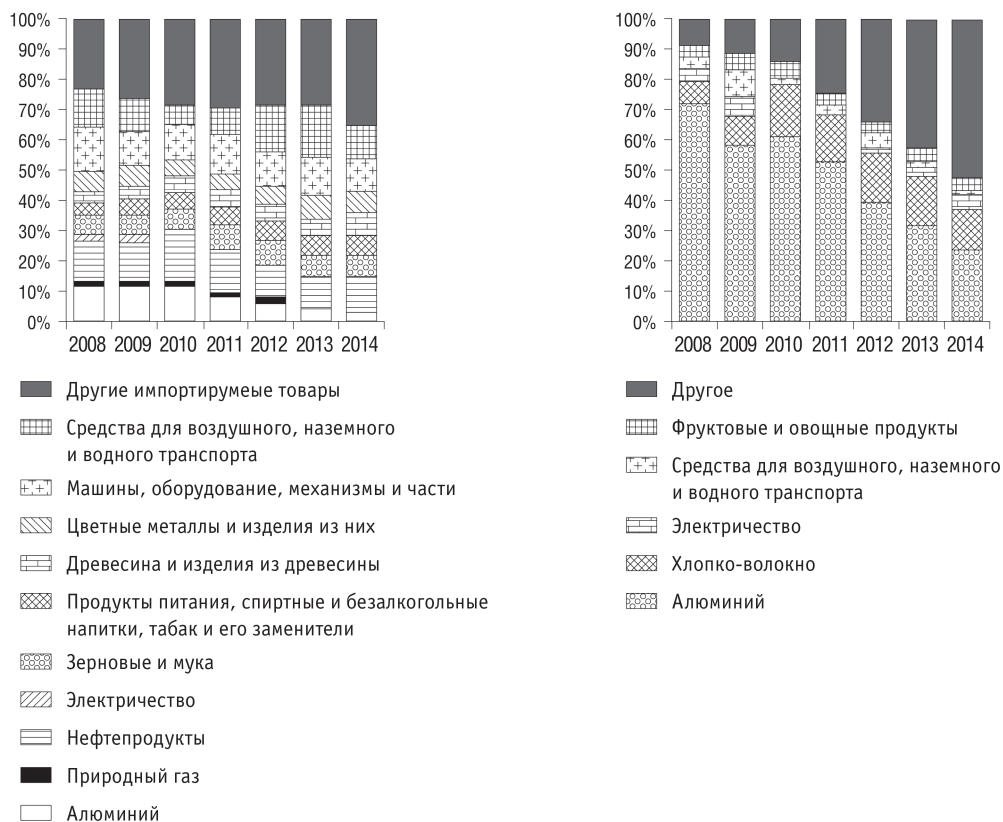 100%
90%
80%
70%
60%
50%
40%
30%
20%
10%
0%
2008 2009 2010 2011 2012 2013 2014
Другие импортирумеые товары
Средства для воздушного, наземного
и водного транспорта
Машины, оборудование, механизмы и части
Цветные металлы и изделия из них
Древесина и изделия из древесины
Продукты питания, спиртные и безалкогольные
напитки, табак и его заменители
Зерновые и мука
Электричество
Нефтепродукты
Природный газ
Алюминий
100%
90%
80%
70%
60%
50%
40%
30%
20%
10%
0%
2008 2009 2010 2011 2012 2013 2014
Другое
Фруктовые и овощные продукты
Средства для воздушного, наземного
и водного транспорта
Электричество
Хлопко-волокно
Алюминий